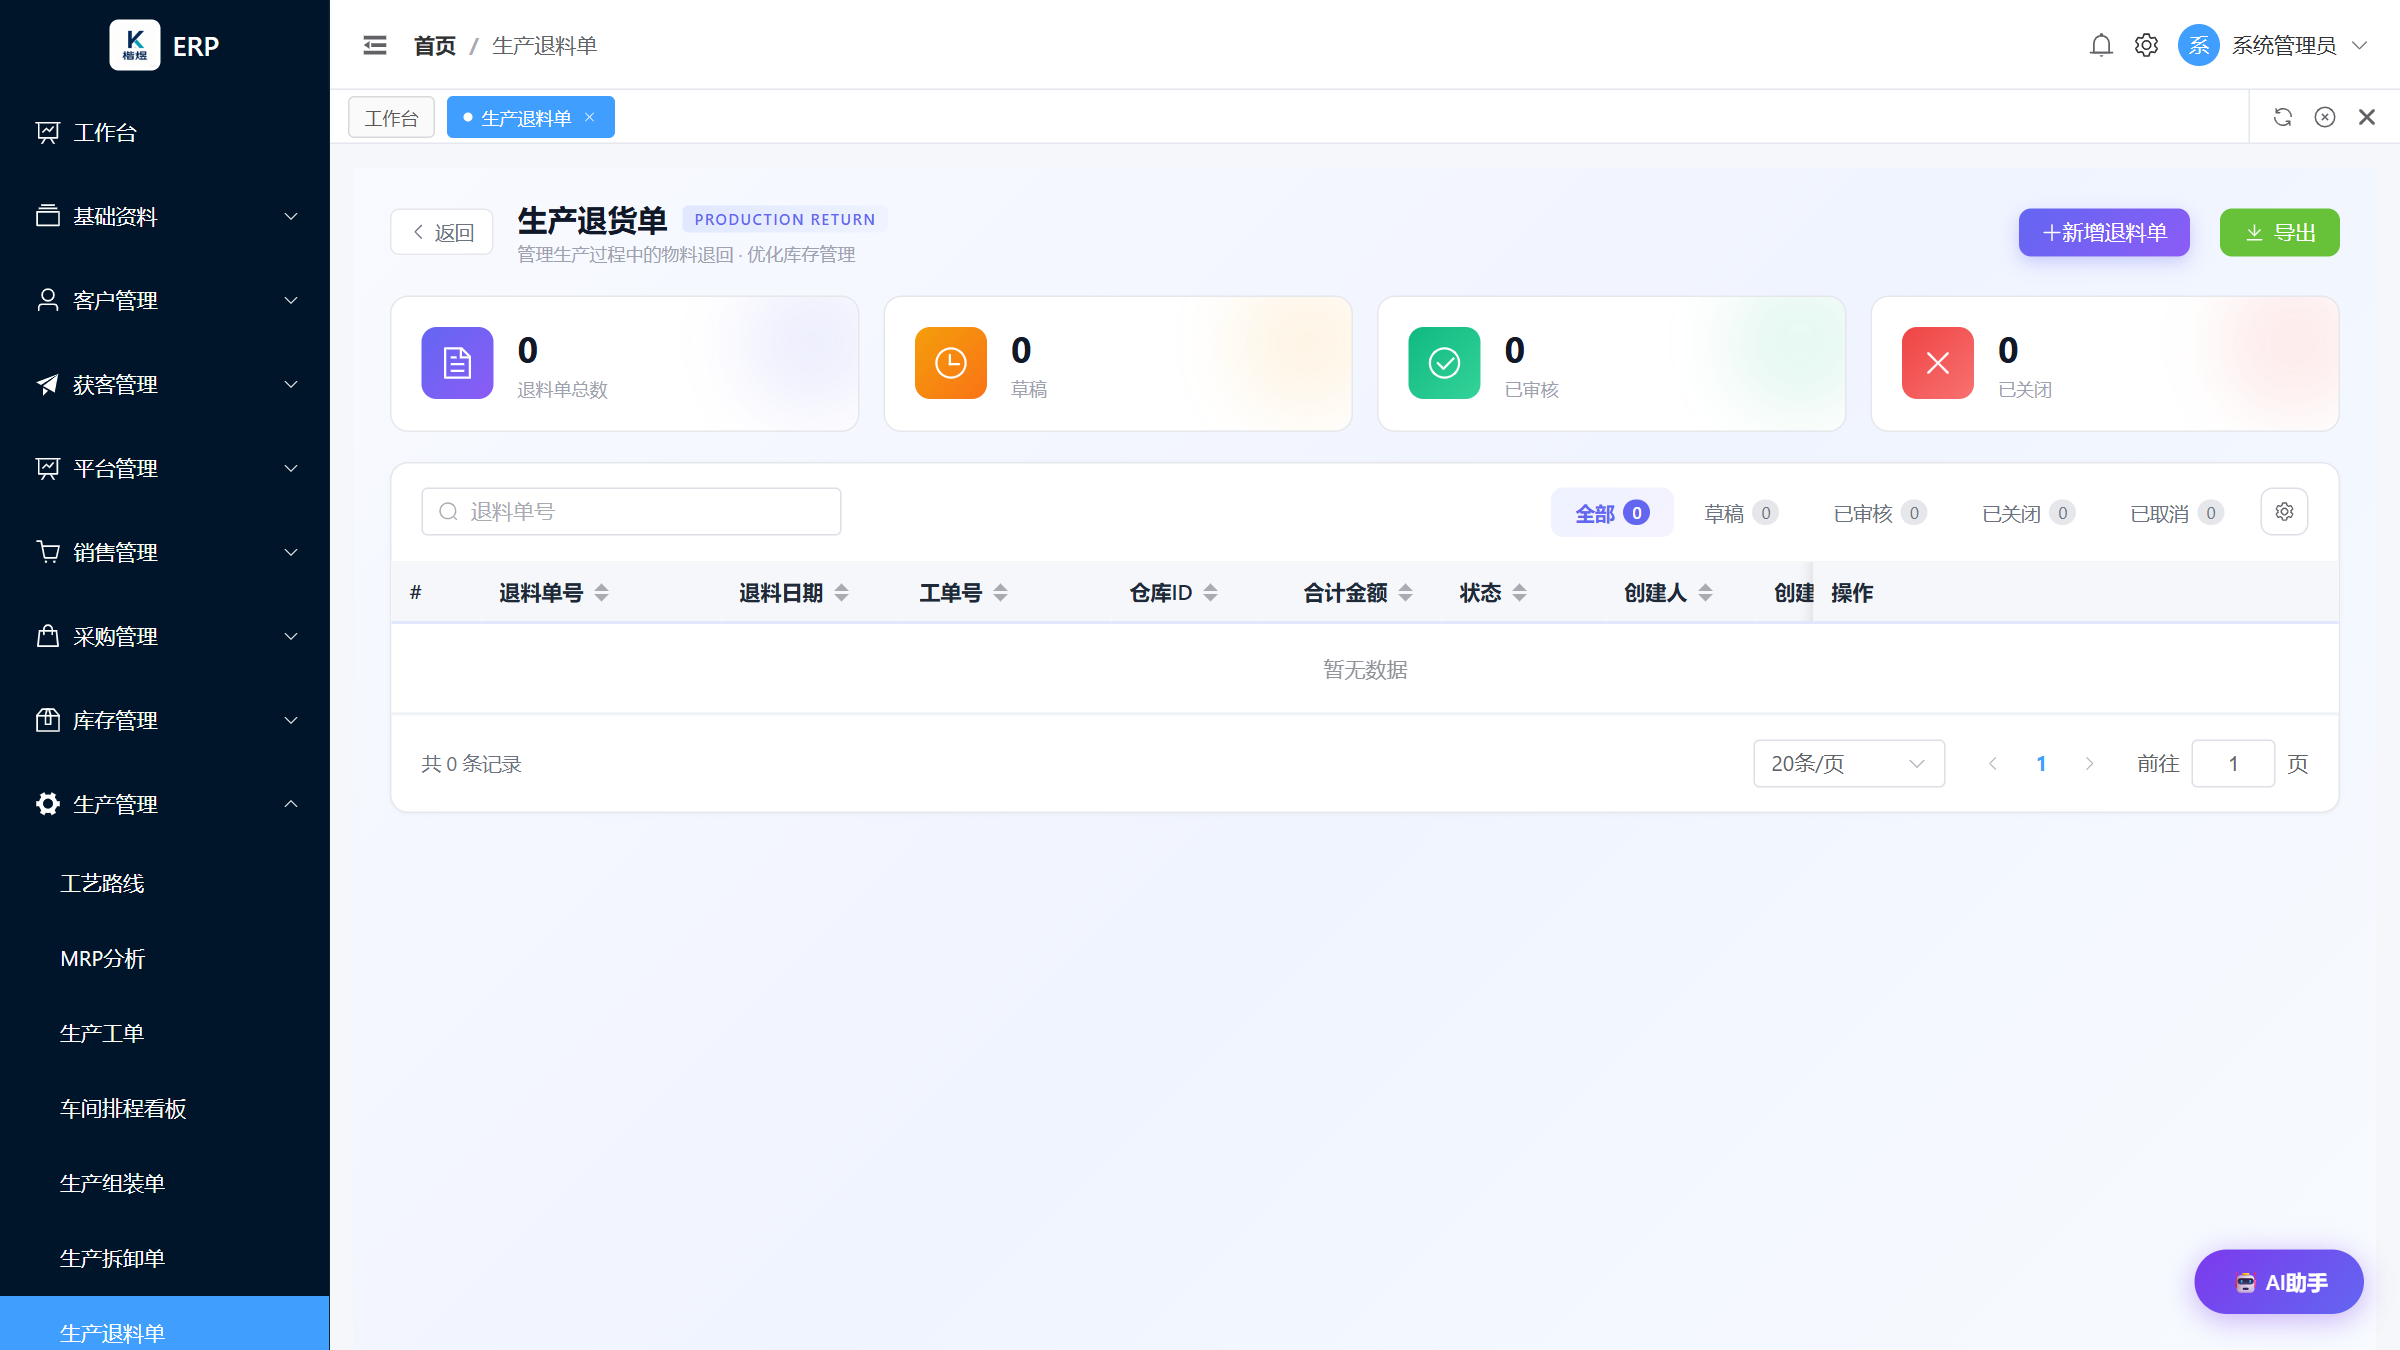 K
楷煜
ERP
工作台
基础资料
客户管理
获客管理
平台管理
销售管理
采购管理
库存管理
生产管理
工艺路线
MRP分析
生产工单
车间排程看板
生产组装单
生产拆卸单
生产退料单
首页 / 生产退料单
系 系统管理员
工作台
生产退料单
返回
生产退货单 PRODUCTION RETURN
管理生产过程中的物料退回 · 优化库存管理
新增退料单
导出
0
退料单总数
0
草稿
0
已审核
0
已关闭
退料单号
全部 0 草稿 0 已审核 0 已关闭 0 已取消 0
# 退料单号 退料日期 工单号 仓库ID 合计金额 状态 创建人 创建 操作
暂无数据
共 0 条记录
20条/页
1
前往 1 页
AI助手